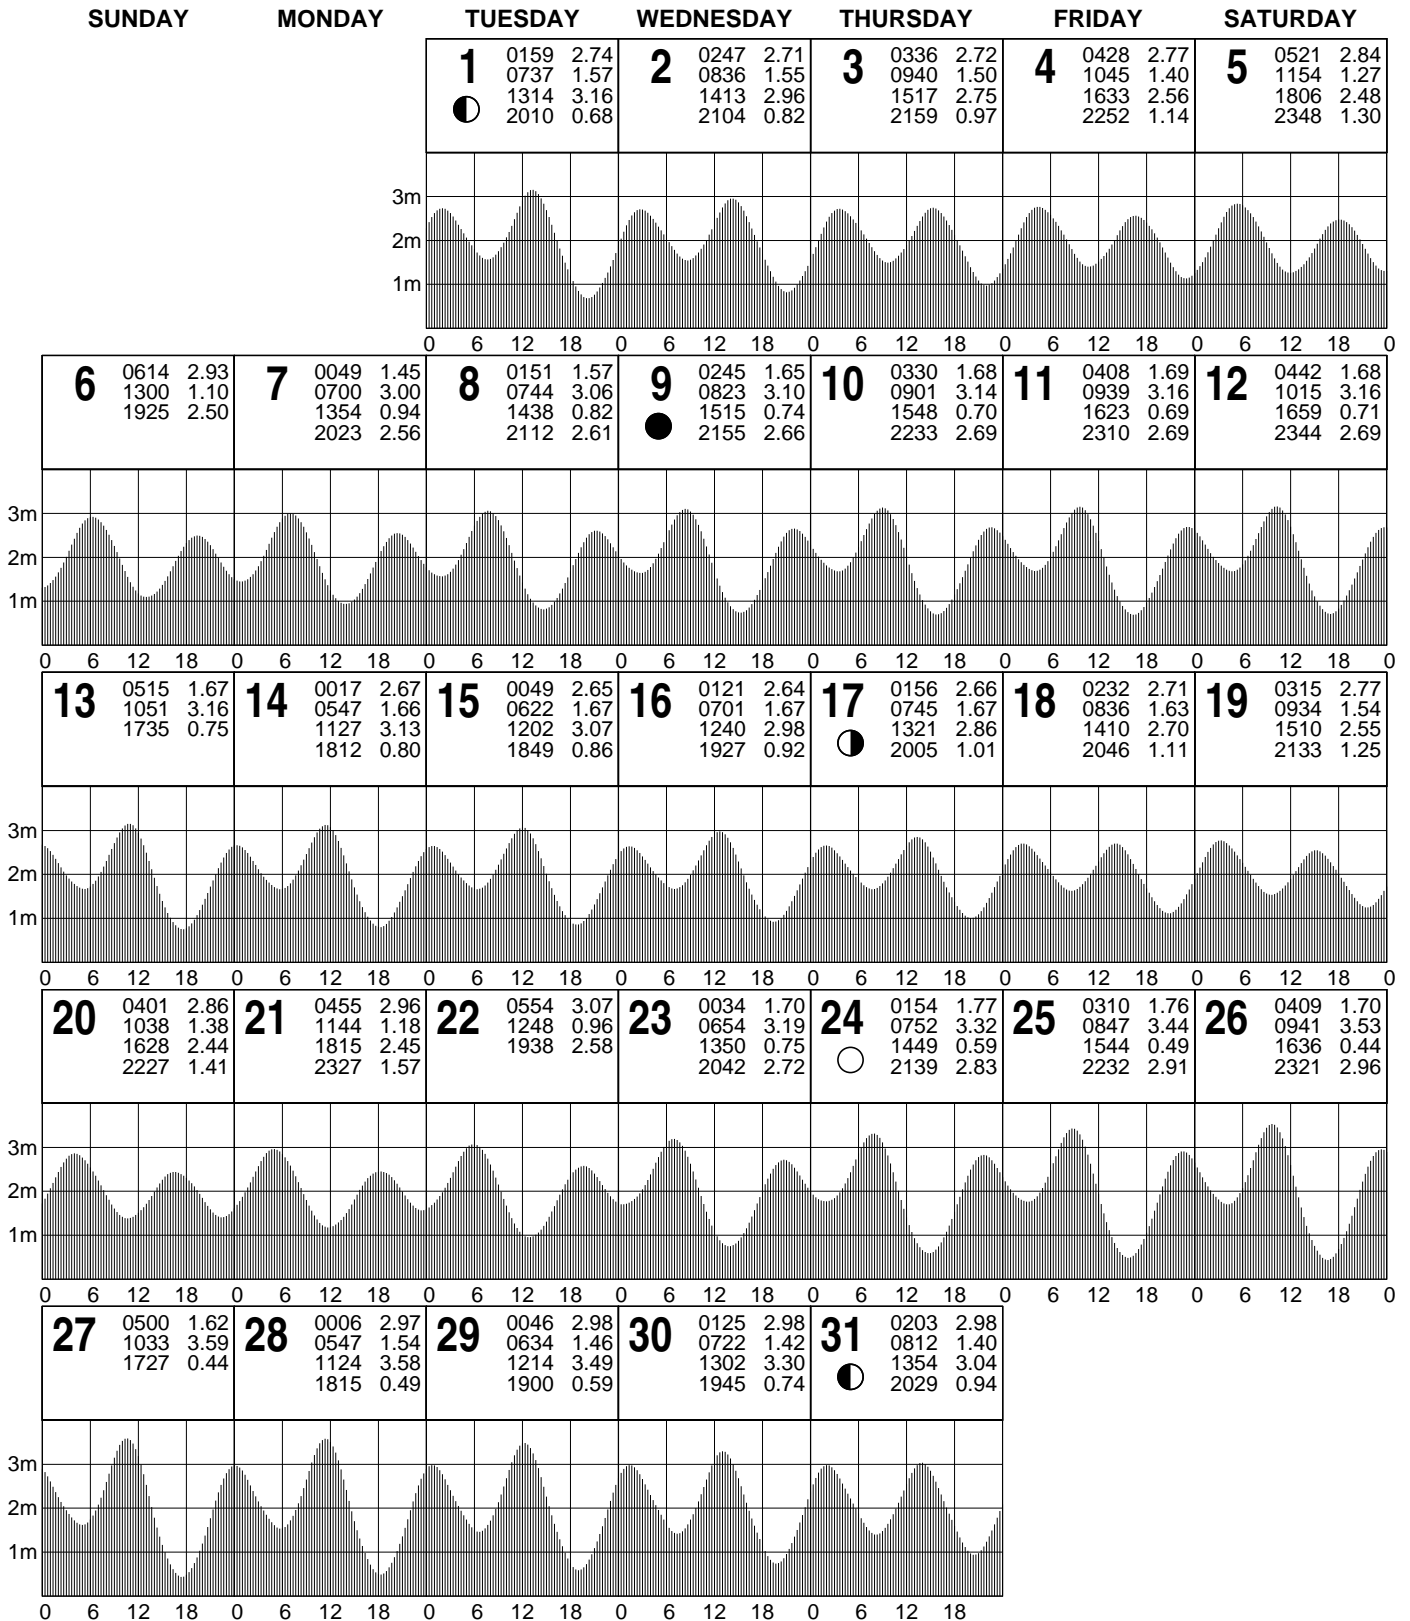 SUNDAY MONDAY TUESDAY WEDNESDAY THURSDAY FRIDAY SATURDAY
1 0159 2.74 2 0247 2.71 3 0336 2.72 4 0428 2.77 5 0521 2.84
0737 1.57 0836 1.55 0940 1.50 1045 1.40 1154 1.27
1314 3.16 1413 2.96 1517 2.75 1633 2.56 1806 2.48
2010 0.68 2104 0.82 2159 0.97 2252 1.14 2348 1.30
3m
2m
1m
0 6 12 18 0 6 12 18 0 6 12 18 0 6 12 18 0 6 12 18 0
6 0614 2.93 7 0049 1.45 8 0151 1.57 9 0245 1.65 10 0330 1.68 11 0408 1.69 12 0442 1.68
1300 1.10 0700 3.00 0744 3.06 0823 3.10 0901 3.14 0939 3.16 1015 3.16
1925 2.50 1354 0.94 1438 0.82 1515 0.74 1548 0.70 1623 0.69 1659 0.71
2023 2.56 2112 2.61 2155 2.66 2233 2.69 2310 2.69 2344 2.69
3m
2m
1m
0 6 12 18 0 6 12 18 0 6 12 18 0 6 12 18 0 6 12 18 0 6 12 18 0 6 12 18 0
13 0515 1.67 14 0017 2.67 15 0049 2.65 16 0121 2.64 17 0156 2.66 18 0232 2.71 19 0315 2.77
1051 3.16 0547 1.66 0622 1.67 0701 1.67 0745 1.67 0836 1.63 0934 1.54
1735 0.75 1127 3.13 1202 3.07 1240 2.98 1321 2.86 1410 2.70 1510 2.55
1812 0.80 1849 0.86 1927 0.92 2005 1.01 2046 1.11 2133 1.25
3m
2m
1m
0 6 12 18 0 6 12 18 0 6 12 18 0 6 12 18 0 6 12 18 0 6 12 18 0 6 12 18 0
20 0401 2.86 21 0455 2.96 22 0554 3.07 23 0034 1.70 24 0154 1.77 25 0310 1.76 26 0409 1.70
1038 1.38 1144 1.18 1248 0.96 0654 3.19 0752 3.32 0847 3.44 0941 3.53
1628 2.44 1815 2.45 1938 2.58 1350 0.75 1449 0.59 1544 0.49 1636 0.44
2227 1.41 2327 1.57 2042 2.72 2139 2.83 2232 2.91 2321 2.96
3m
2m
1m
0 6 12 18 0 6 12 18 0 6 12 18 0 6 12 18 0 6 12 18 0 6 12 18 0 6 12 18 0
27 0500 1.62 28 0006 2.97 29 0046 2.98 30 0125 2.98 31 0203 2.98
1033 3.59 0547 1.54 0634 1.46 0722 1.42 0812 1.40
1727 0.44 1124 3.58 1214 3.49 1302 3.30 1354 3.04
1815 0.49 1900 0.59 1945 0.74 2029 0.94
3m
2m
1m
0 6 12 18 0 6 12 18 0 6 12 18 0 6 12 18 0 6 12 18